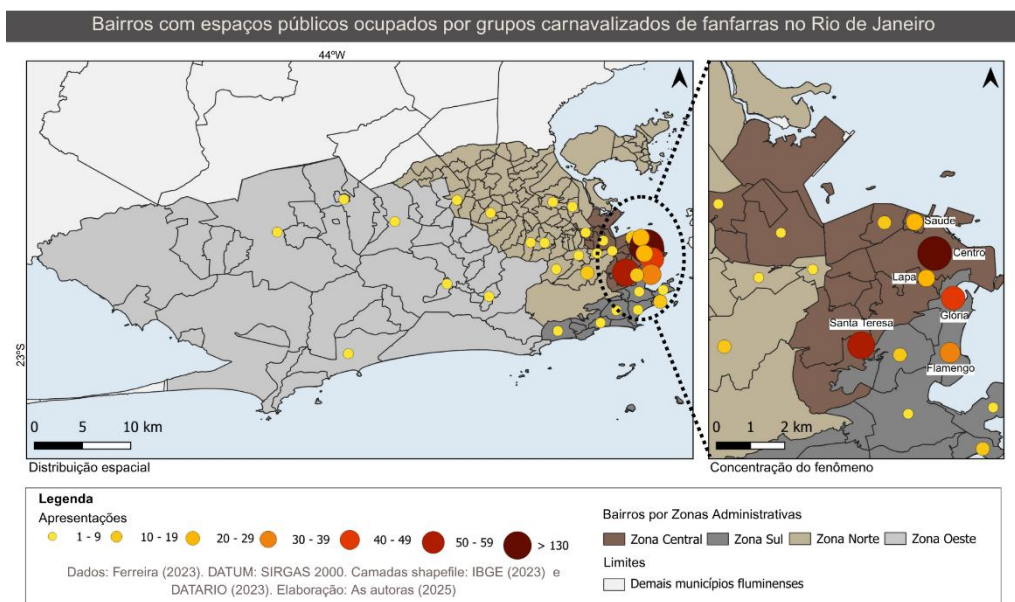 Bairros com espaços públicos ocupados por grupos carnavalizados de fanfarras no Rio de Janeiro
44ºW
23ºS
0 5 10 km
Distribuição espacial
Saúde
Centro
Lapa
Glória
Santa Teresa
Flamengo
0 1 2 km
Concentração do fenômeno
Legenda
Apresentações
1 - 9 10 - 19 20 - 29 30 - 39 40 - 49 50 - 59 > 130
Dados: Ferreira (2023). DATUM: SIRGAS 2000. Camadas shapefile: IBGE (2023) e
DATARIO (2023). Elaboração: As autoras (2025)
Bairros por Zonas Administrativas
Zona Central Zona Sul Zona Norte Zona Oeste
Limites
Demais municípios fluminenses